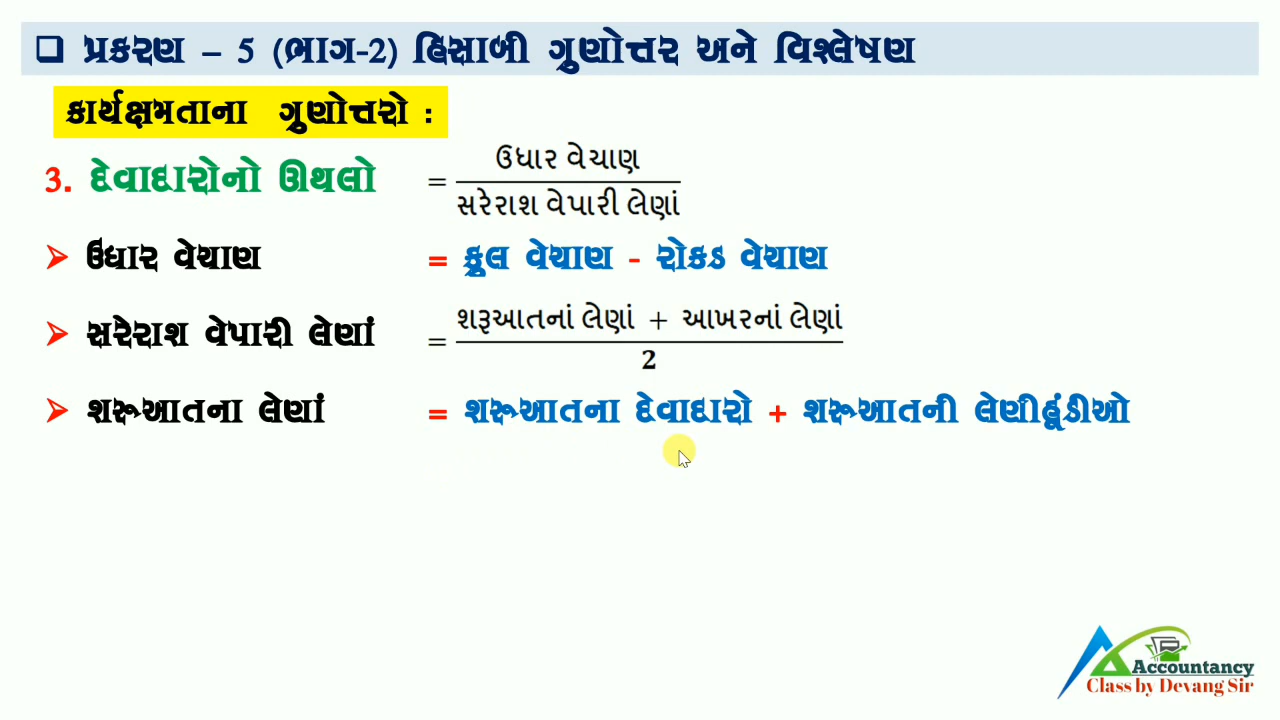 ❑ પ્રકરણ – 5 (ભાગ-2) હિસાબી ગુણોત્તર અને વિશ્લેષણ
કાર્યક્ષમતાના ગુણોત્તરો :
3. દેવાદારોનો ઊથલો = ઉધાર વેચાણ
સરેરાશ વેપારી લેણાં
➢ ઉધાર વેચાણ = કુલ વેચાણ - રોકડ વેચાણ
➢ સરેરાશ વેપારી લેણાં = શરૂઆતનાં લેણાં + આખરનાં લેણાં
2
➢ શરૂઆતના લેણાં = શરૂઆતના દેવાદારો + શરૂઆતની લેણીહૂંડીઓ
Accountancy
Class by Devang Sir